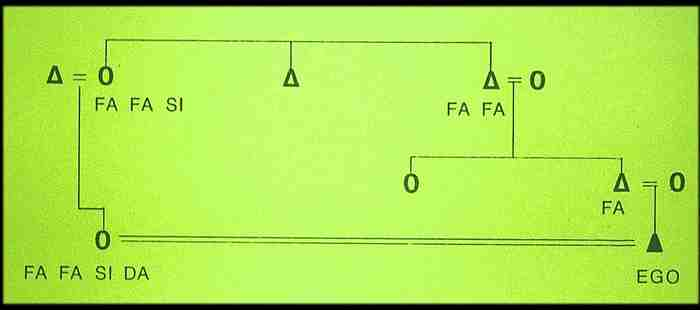 Δ = O Δ Δ = O
FA FA SI FA FA
O Δ = O
FA
O
FA FA SI DA EGO